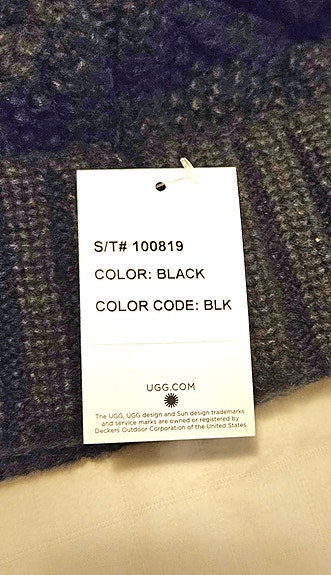 S/T# 100819
COLOR: BLACK
COLOR CODE: BLK
UGG.COM
The UGG, UGG design and Sun design trademarks
and service marks are owned or registered by
Deckers Outdoor Corporation of the United States.